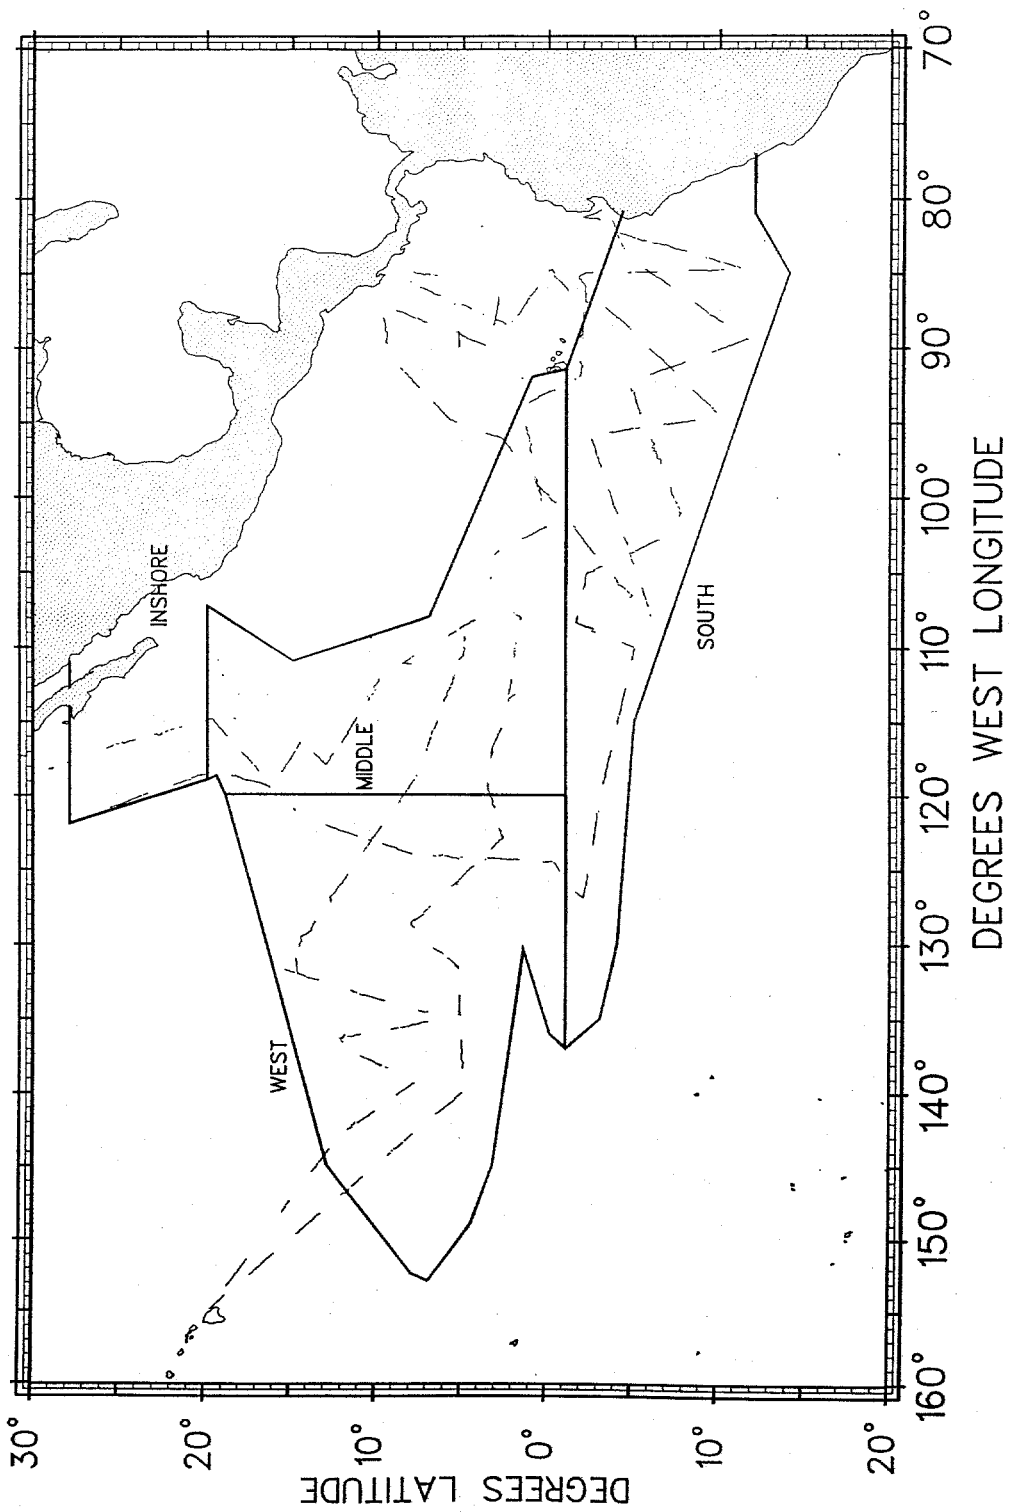 30°
20°
10°
0°
10°
20°
DEGREES LATITUDE
160°
150°
140°
130°
120°
110°
100°
90°
80°
70°
DEGREES WEST LONGITUDE
INSHORE
MIDDLE
WEST
SOUTH